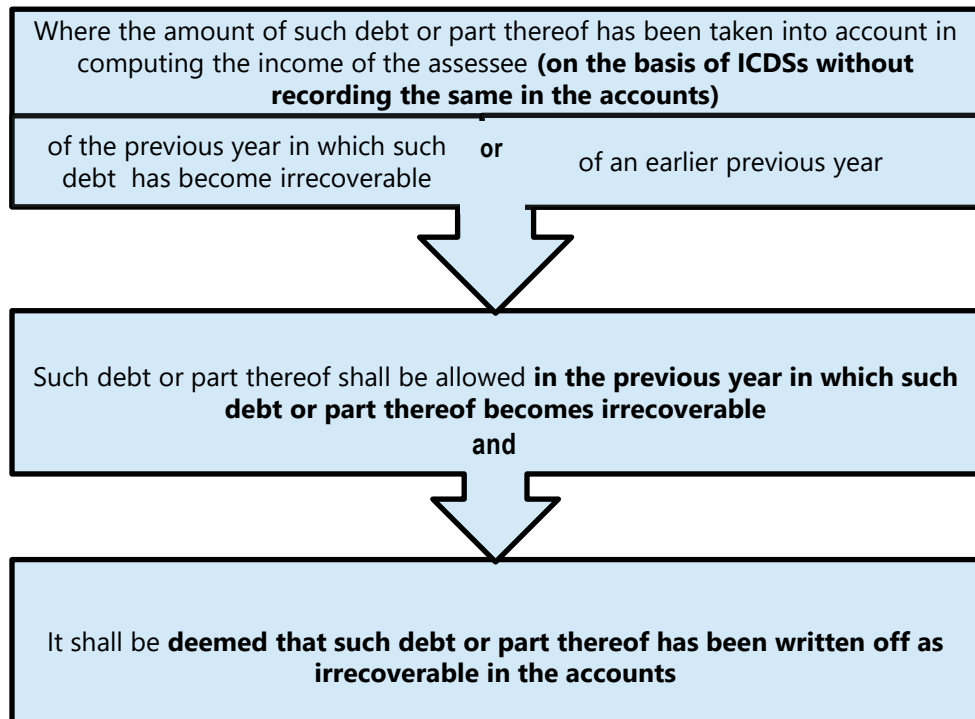 Where the amount of such debt or part thereof has been taken into account in
computing the income of the assessee (on the basis of ICDSs without
recording the same in the accounts)
of the previous year in which such
debt has become irrecoverable
or
of an earlier previous year
Such debt or part thereof shall be allowed in the previous year in which such
debt or part thereof becomes irrecoverable
and
It shall be deemed that such debt or part thereof has been written off as
irrecoverable in the accounts